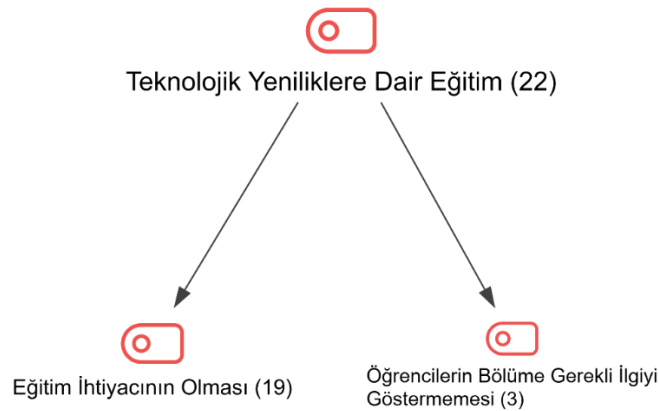 Teknolojik Yeniliklere Dair Eğitim (22)
Eğitim İhtiyacının Olması (19)
Öğrencilerin Bölüme Gerekli İlgiyi
Göstermemesi (3)